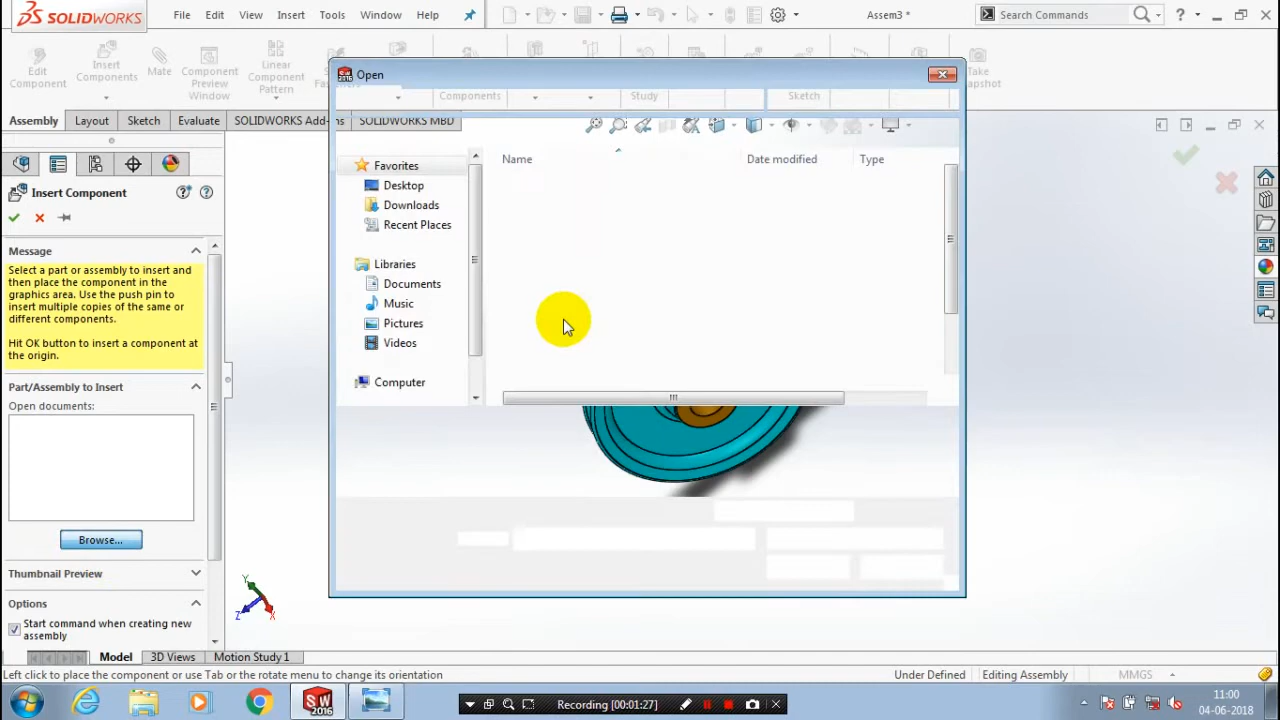 SOLIDWORKS
File Edit View Insert Tools Window Help
Assem3 *
Search Commands
Edit Component
Insert Components
Mate
Component Preview Window
Linear Component Pattern
Take
Components
Study
Sketch
Assembly Layout Sketch Evaluate SOLIDWORKS Add-Ins SOLIDWORKS MBD
SW 2016 Open
Favorites
Desktop
Downloads
Recent Places
Libraries
Documents
Music
Pictures
Videos
Computer
Name Date modified Type
Insert Component
Message
Select a part or assembly to insert and
then place the component in the
graphics area. Use the push pin to
insert multiple copies of the same or
different components.
Hit OK button to insert a component at
the origin.
Part/Assembly to Insert
Open documents:
Browse...
Thumbnail Preview
Options
Start command when creating new
assembly
Y
Z
X
Model 3D Views Motion Study 1
Left click to place the component or use Tab or the rotate menu to change its orientation
Under Defined Editing Assembly MMGS
SW 2016
Recording [00:01:27]
11:00
04-06-2018